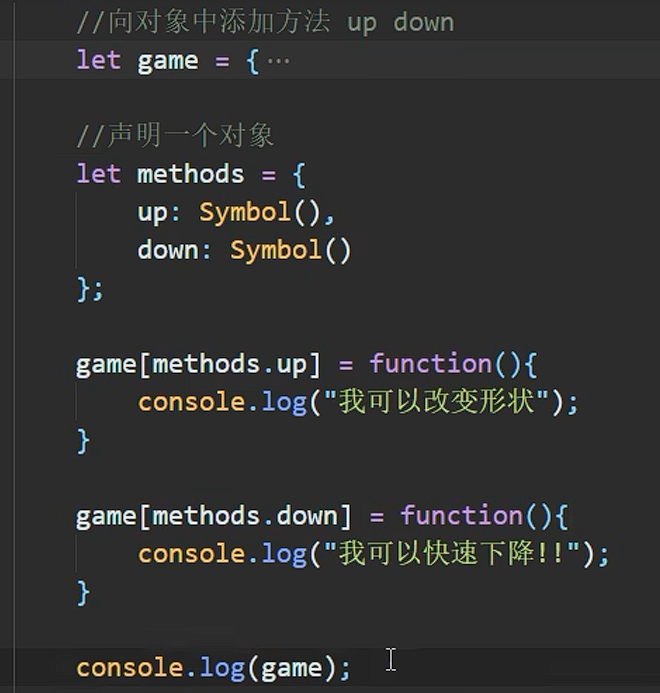 //向对象中添加方法 up down
let game = {···
//声明一个对象
let methods = {
up: Symbol(),
down: Symbol()
};
game[methods.up] = function(){
console.log("我可以改变形状");
}
game[methods.down] = function(){
console.log("我可以快速下降!!");
}
console.log(game);